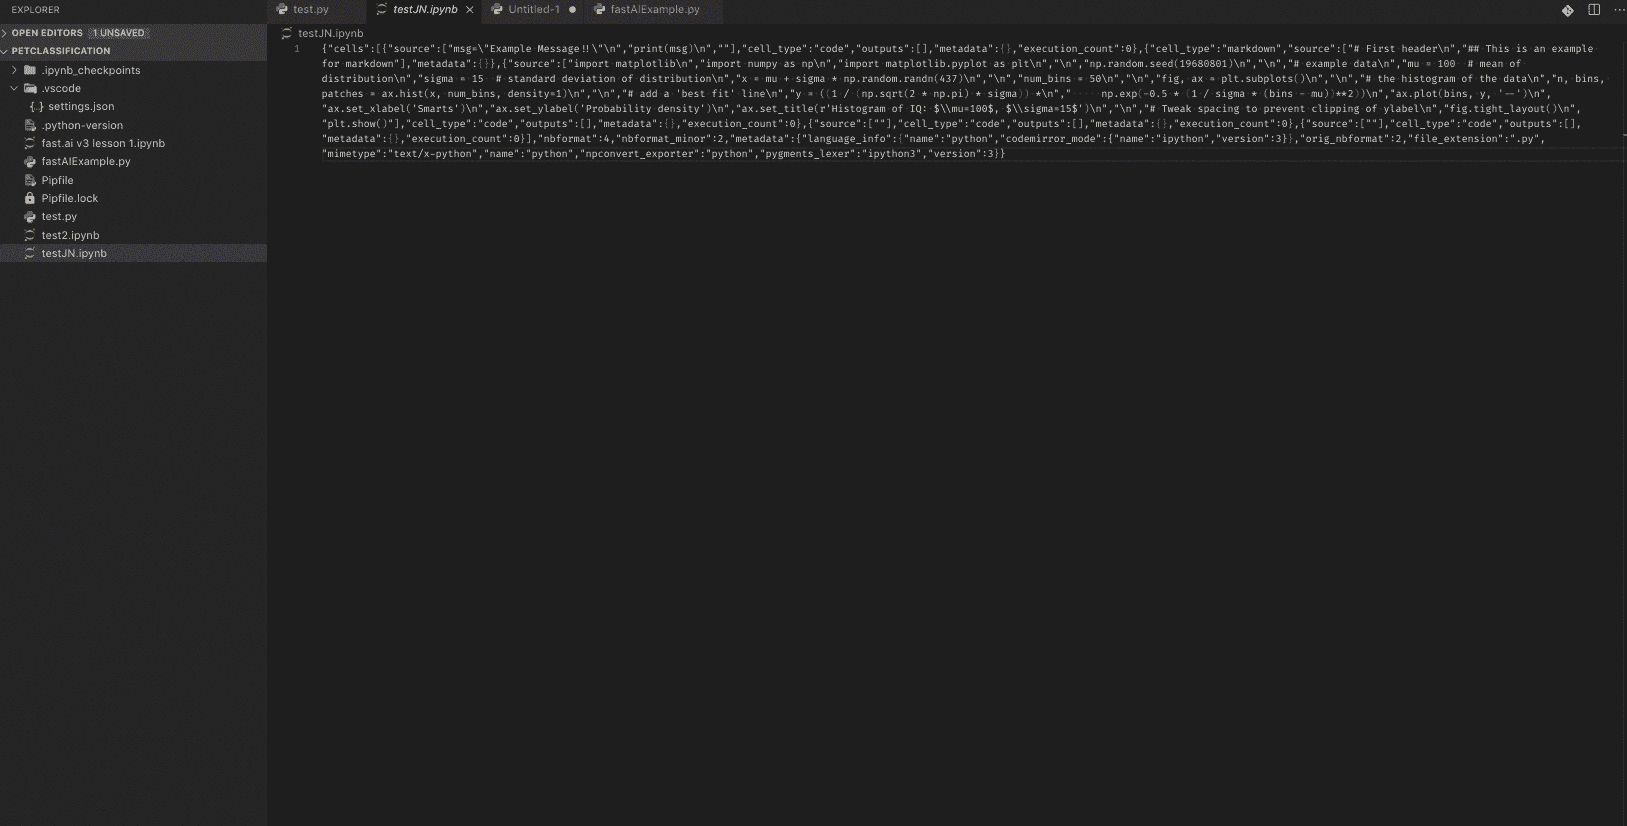 EXPLORER
OPEN EDITORS 1 UNSAVED
PETCLASSIFICATION
.ipynb_checkpoints
.vscode
{..} settings.json
.python-version
fast.ai v3 lesson 1.ipynb
fastAIExample.py
Pipfile
Pipfile.lock
test.py
test2.ipynb
testJN.ipynb
test.py testJN.ipynb Untitled-1 fastAIExample.py
testJN.ipynb
1 {"cells":[{"source":["msg=\"Example Message!!\"\n","print(msg)\n",""],"cell_type":"code","outputs":[],"metadata":{},"execution_count":0},{"cell_type":"markdown","source":["# First header\n","## This is an example
for markdown"],"metadata":{}},{"source":["import matplotlib\n","import numpy as np\n","import matplotlib.pyplot as plt\n","\n","np.random.seed(19680801)\n","\n","# example data\n","mu = 100  # mean of
distribution\n","sigma = 15  # standard deviation of distribution\n","x = mu + sigma * np.random.randn(437)\n","\n","num_bins = 50\n","\n","fig, ax = plt.subplots()\n","\n","# the histogram of the data\n","n, bins,
patches = ax.hist(x, num_bins, density=1)\n","\n","# add a 'best fit' line\n","y = ((1 / (np.sqrt(2 * np.pi) * sigma)) *\n","     np.exp(-0.5 * (1 / sigma * (bins - mu))**2))\n","ax.plot(bins, y, '--')\n",
"ax.set_xlabel('Smarts')\n","ax.set_ylabel('Probability density')\n","ax.set_title(r'Histogram of IQ: $\\mu=100$, $\\sigma=15$')\n","\n","# Tweak spacing to prevent clipping of ylabel\n","fig.tight_layout()\n",
"plt.show()"],"cell_type":"code","outputs":[],"metadata":{},"execution_count":0},{"source":[""],"cell_type":"code","outputs":[],"metadata":{},"execution_count":0},{"source":[""],"cell_type":"code","outputs":[],
"metadata":{},"execution_count":0}],"nbformat":4,"nbformat_minor":2,"metadata":{"language_info":{"name":"python","codemirror_mode":{"name":"ipython","version":3}},"orig_nbformat":2,"file_extension":".py",
"mimetype":"text/x-python","name":"python","npconvert_exporter":"python","pygments_lexer":"ipython3","version":3}}